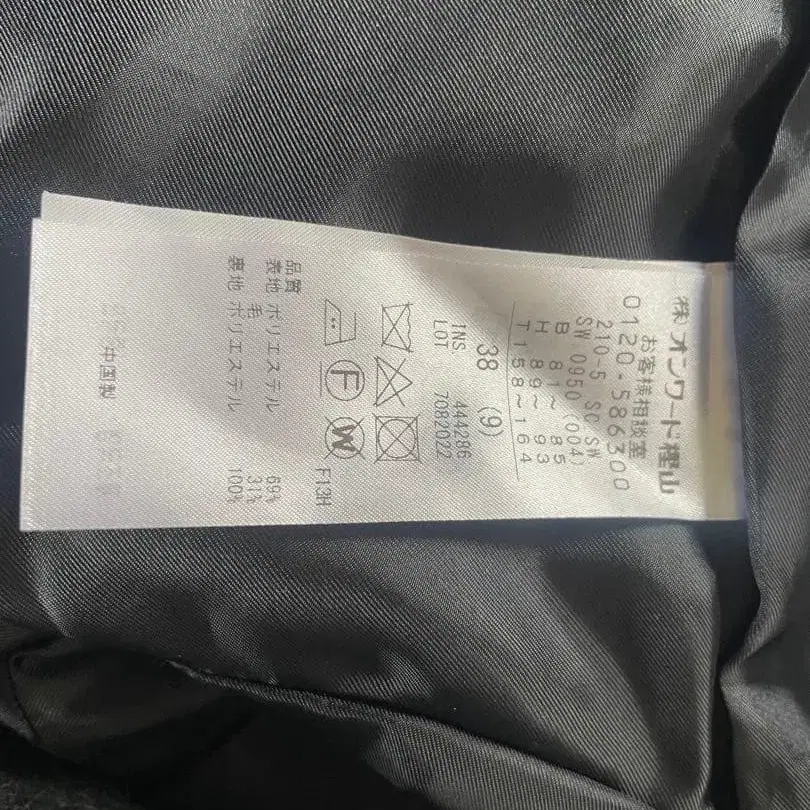 (株)オンワード樫山
お客様相談室
0120-586300
210-5 SC SW
SW 0950 (004)
B 81～ 85
H 89～ 93
T 158～164
38 (9)
INS 444286
LOT 7082022
F13H
品質
表地 ポリエステル 69%
毛 31%
裏地 ポリエステル 100%
中国製